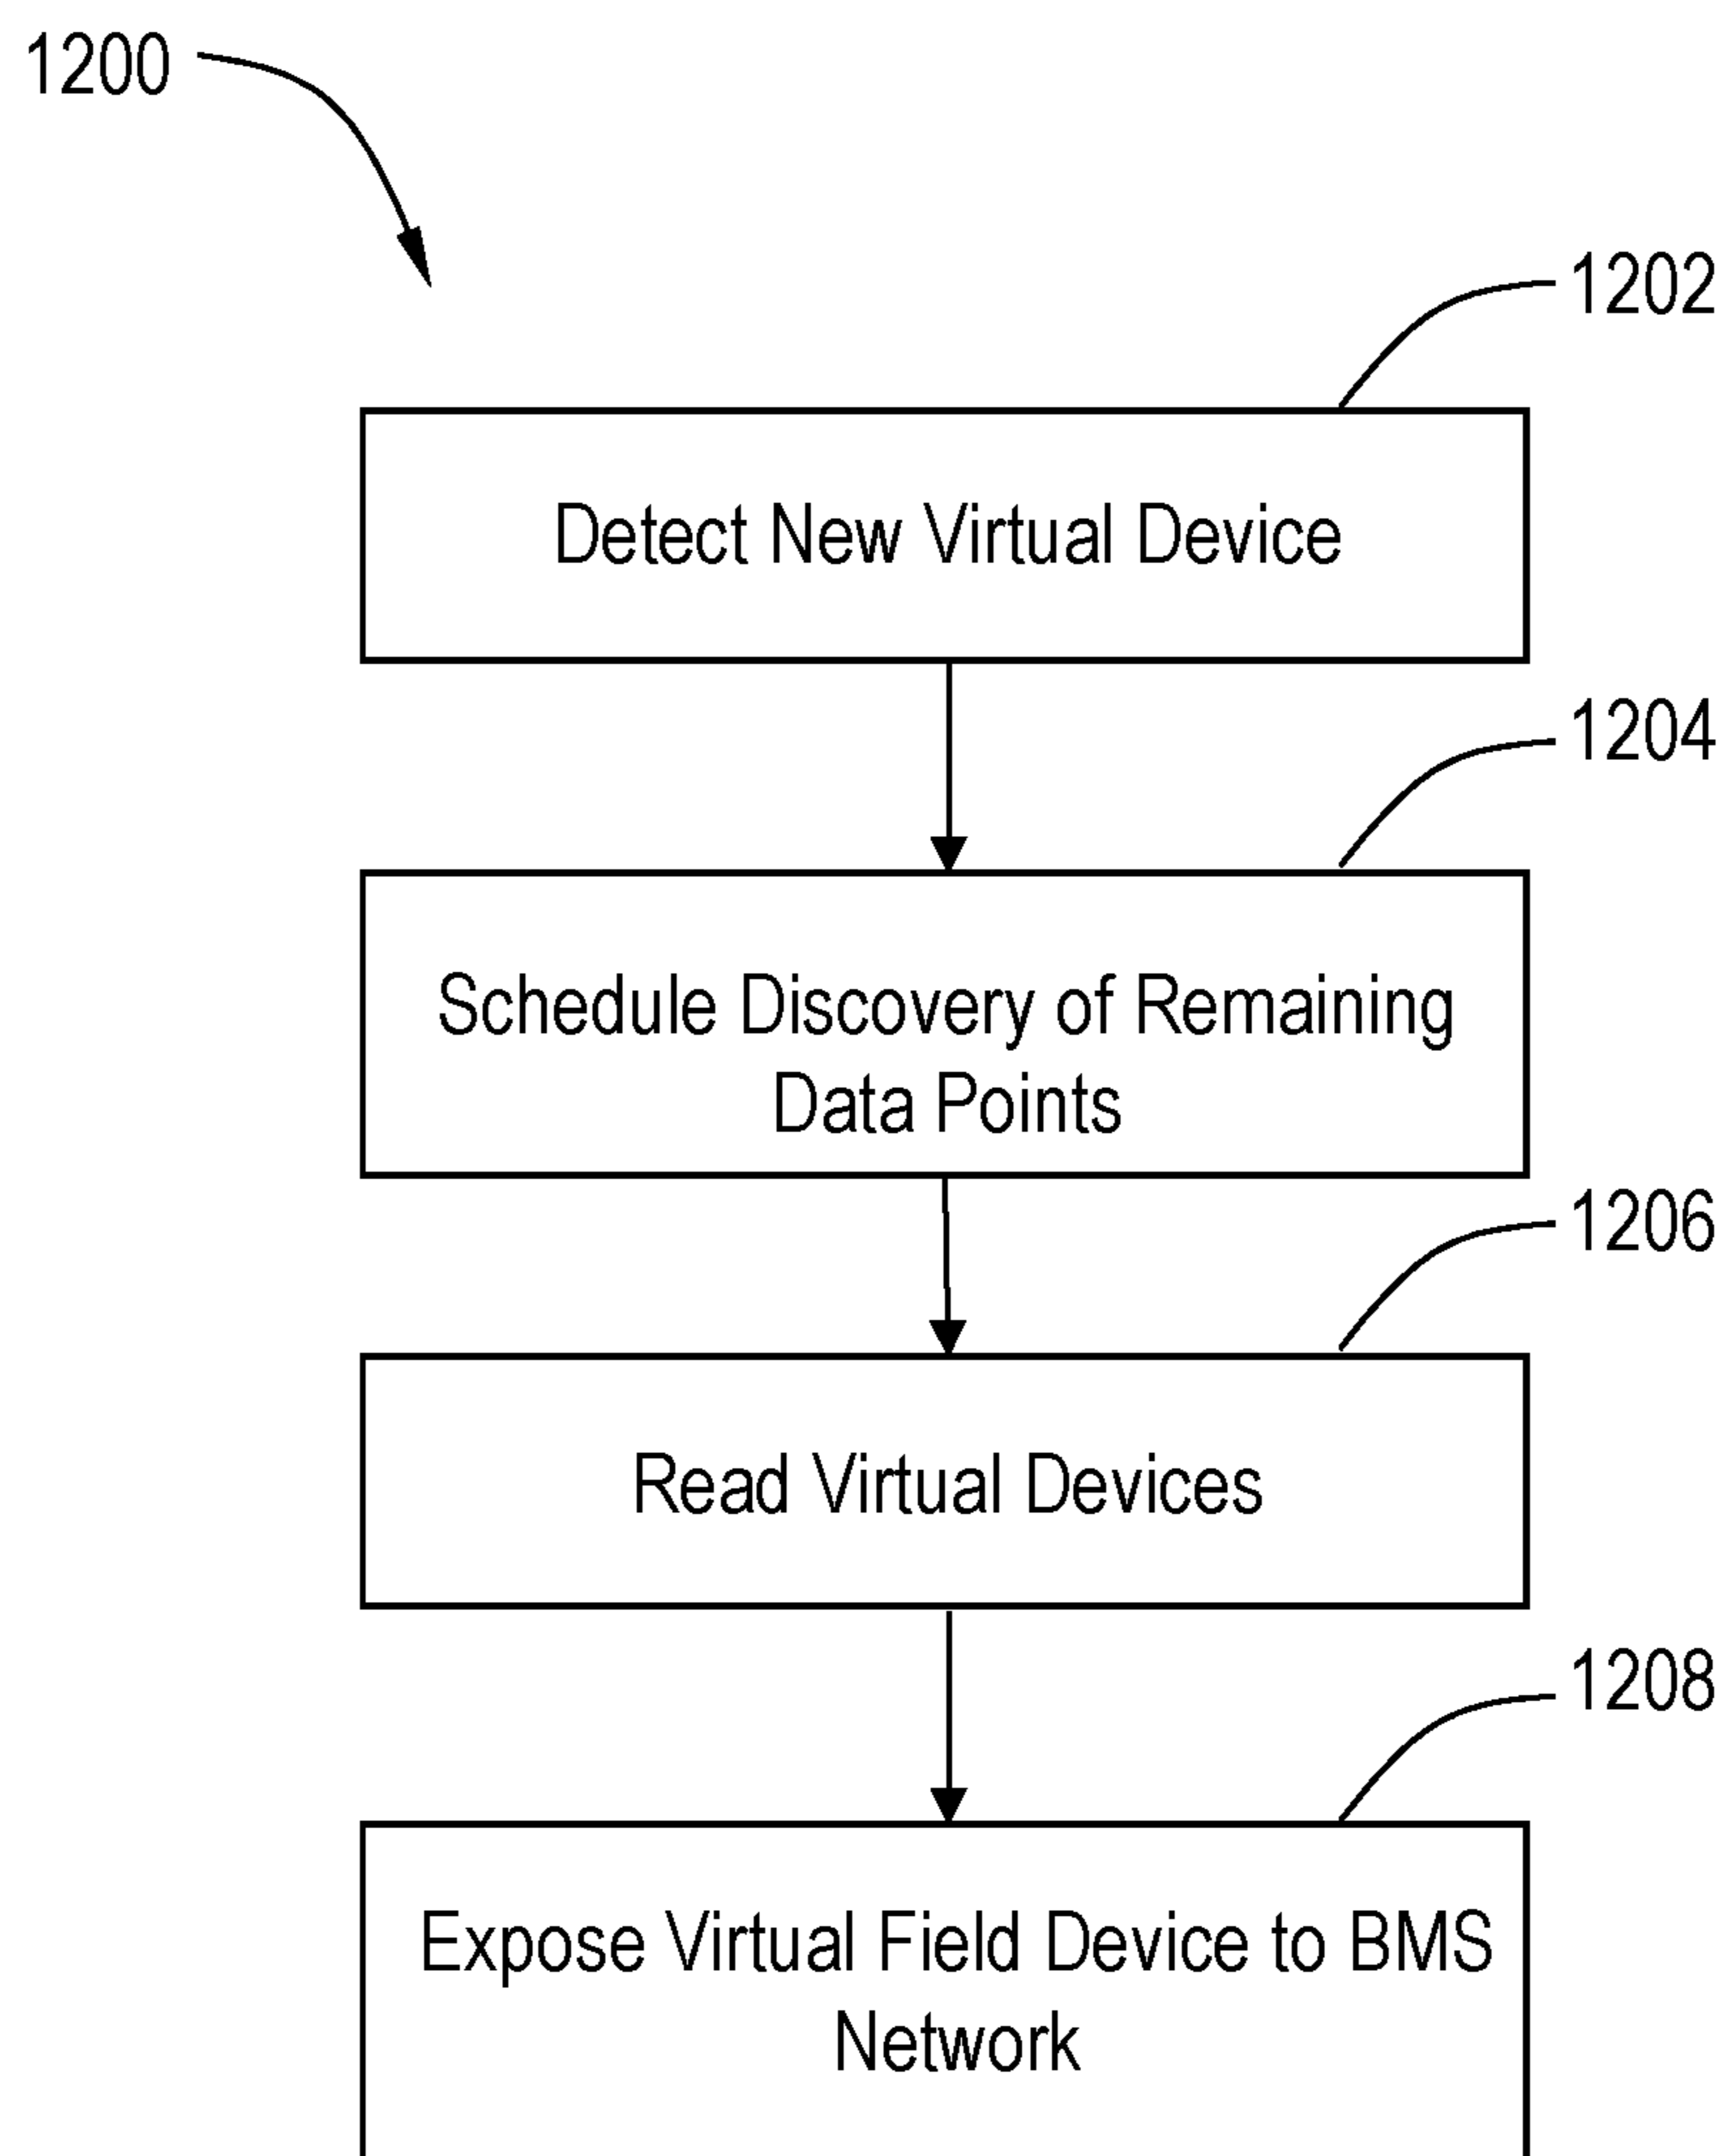 1200
1202
Detect New Virtual Device
1204
Schedule Discovery of Remaining
Data Points
1206
Read Virtual Devices
1208
Expose Virtual Field Device to BMS
Network